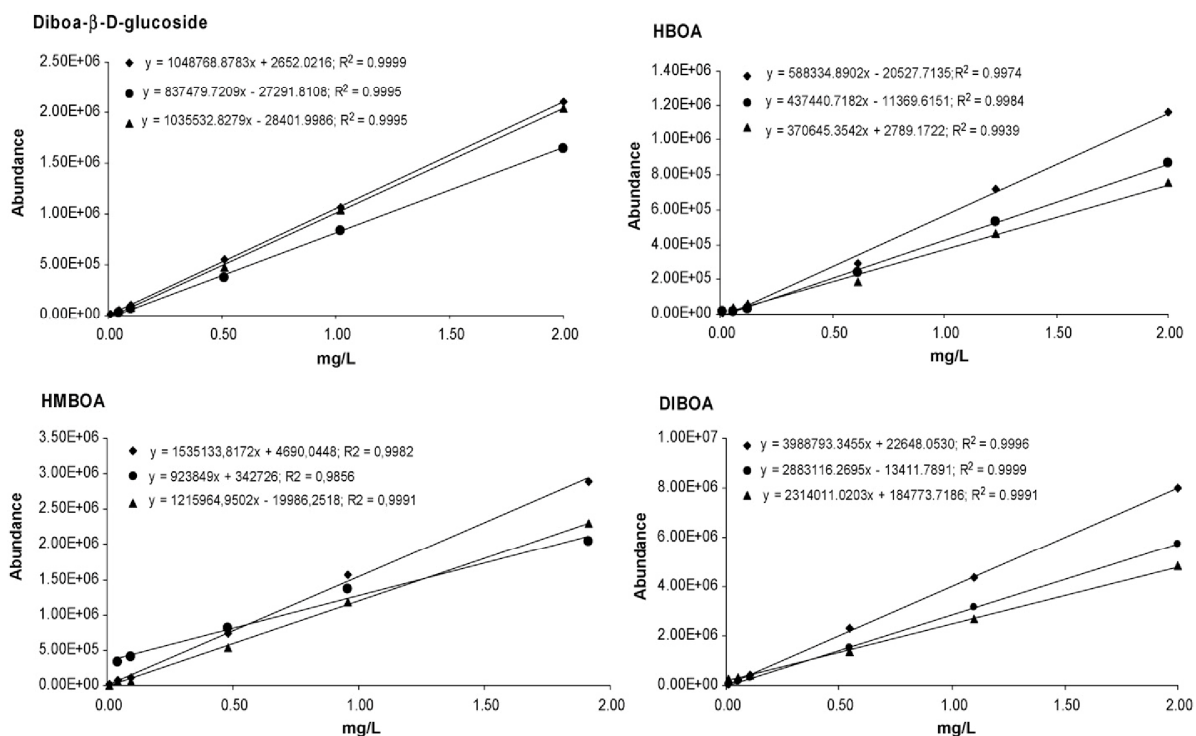 Diboa-β-D-glucoside
y = 1048768.8783x + 2652.0216; R² = 0.9999
y = 837479.7209x - 27291.8108; R² = 0.9995
y = 1035532.8279x - 28401.9986; R² = 0.9995
2.50E+06
2.00E+06
1.50E+06
1.00E+06
5.00E+05
0.00E+00
Abundance
0.00 0.50 1.00 1.50 2.00
mg/L
HBOA
y = 588334.8902x - 20527.7135;R² = 0.9974
y = 437440.7182x - 11369.6151; R² = 0.9984
y = 370645.3542x + 2789.1722; R² = 0.9939
1.40E+06
1.20E+06
1.00E+06
8.00E+05
6.00E+05
4.00E+05
2.00E+05
0.00E+00
Abundance
0.00 0.50 1.00 1.50 2.00
mg/L
HMBOA
y = 1535133,8172x + 4690,0448; R2 = 0,9982
y = 923849x + 342726; R2 = 0,9856
y = 1215964,9502x - 19986,2518; R2 = 0,9991
3.50E+06
3.00E+06
2.50E+06
2.00E+06
1.50E+06
1.00E+06
5.00E+05
0.00E+00
Abundance
0.00 0.50 1.00 1.50 2.00
mg/L
DIBOA
y = 3988793.3455x + 22648.0530; R² = 0.9996
y = 2883116.2695x - 13411.7891; R² = 0.9999
y = 2314011.0203x + 184773.7186; R² = 0.9991
1.00E+07
8.00E+06
6.00E+06
4.00E+06
2.00E+06
0.00E+00
Abundance
0.00 0.50 1.00 1.50 2.00
mg/L